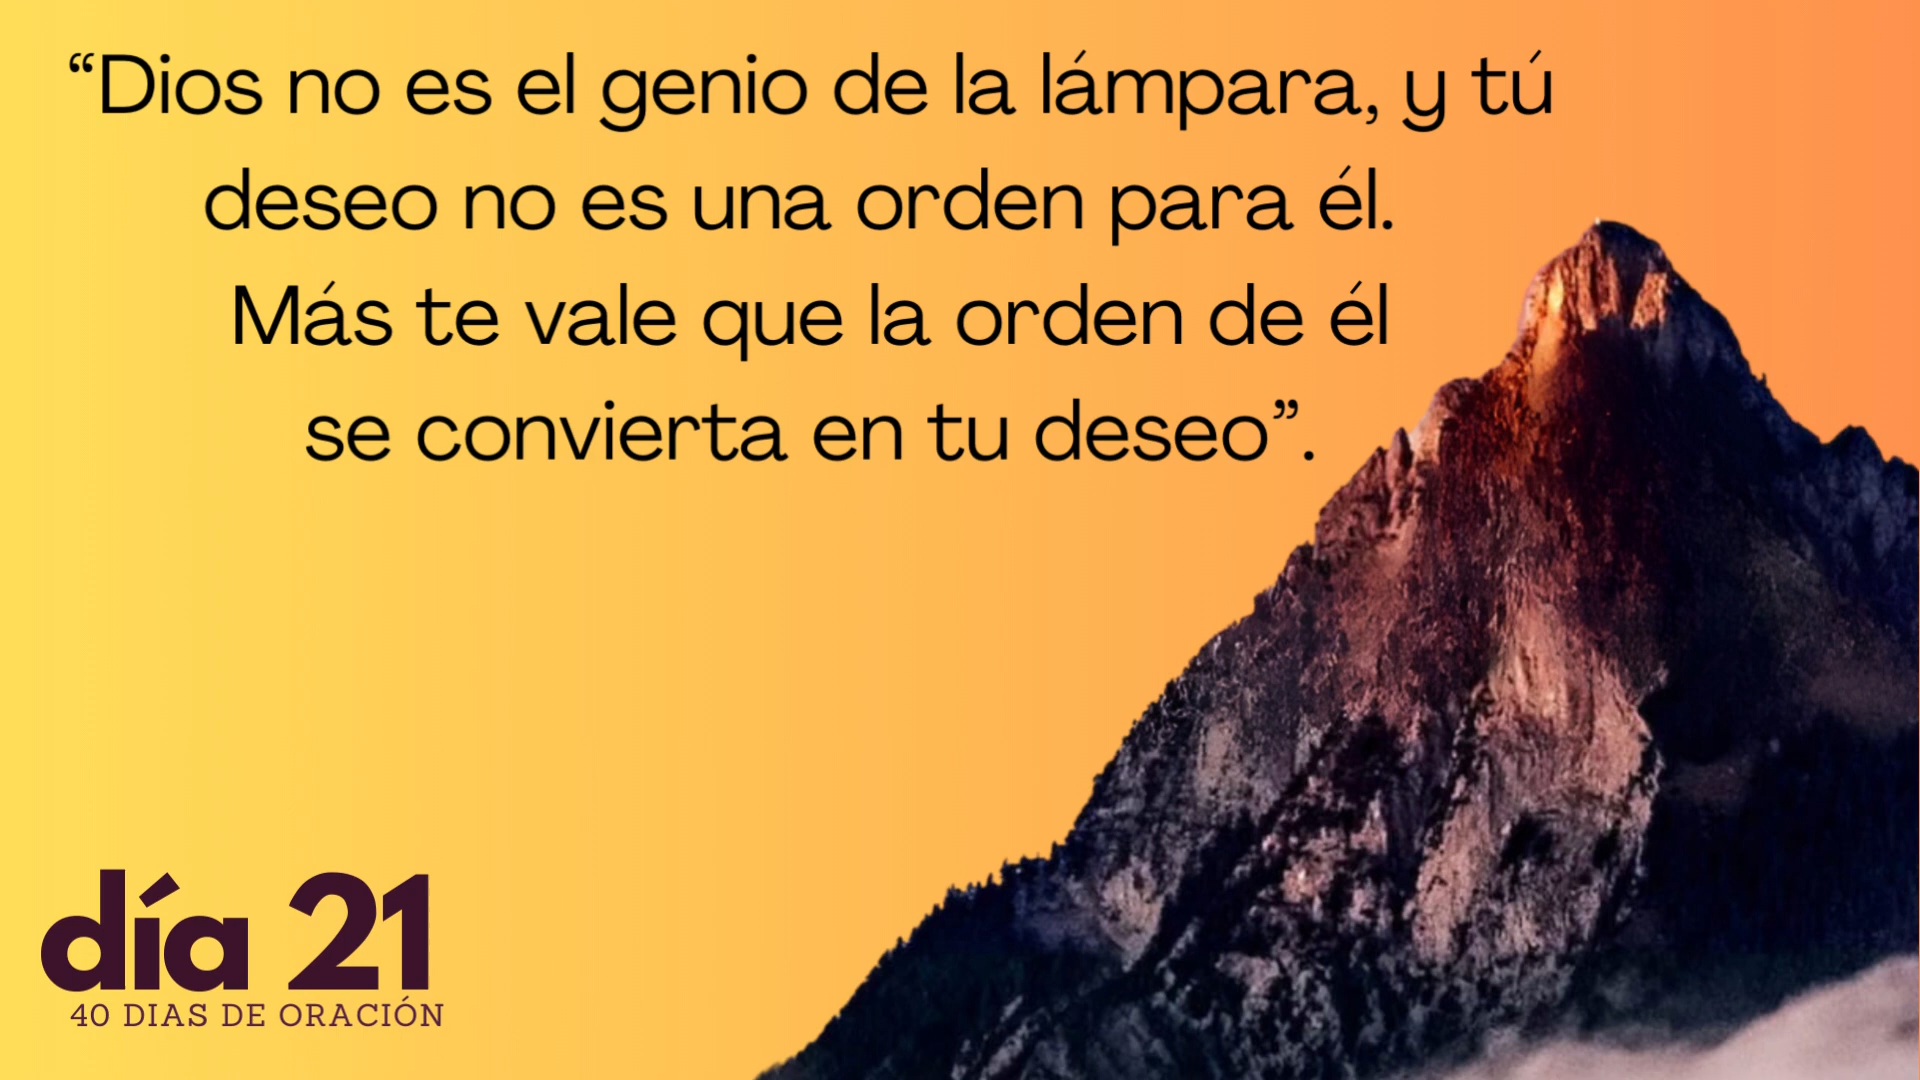 “Dios no es el genio de la lámpara, y tú
deseo no es una orden para él.
Más te vale que la orden de él
se convierta en tu deseo”.
día 21
40 DIAS DE ORACIÓN